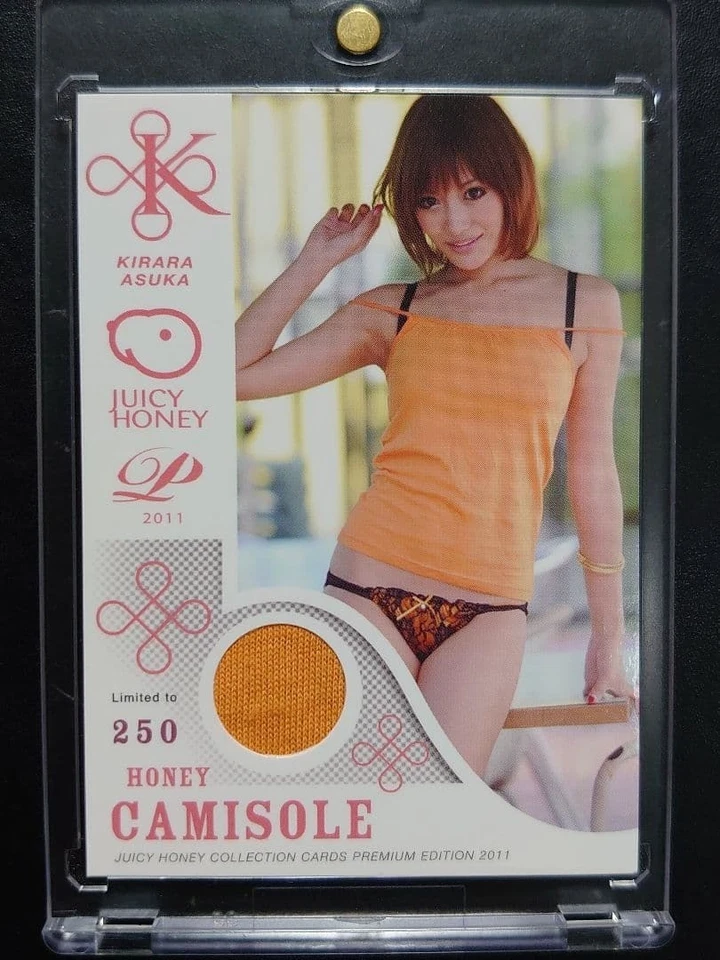 K
KIRARA
ASUKA
JUICY
HONEY
P
2011
Limited to
250
HONEY
CAMISOLE
JUICY HONEY COLLECTION CARDS PREMIUM EDITION 2011